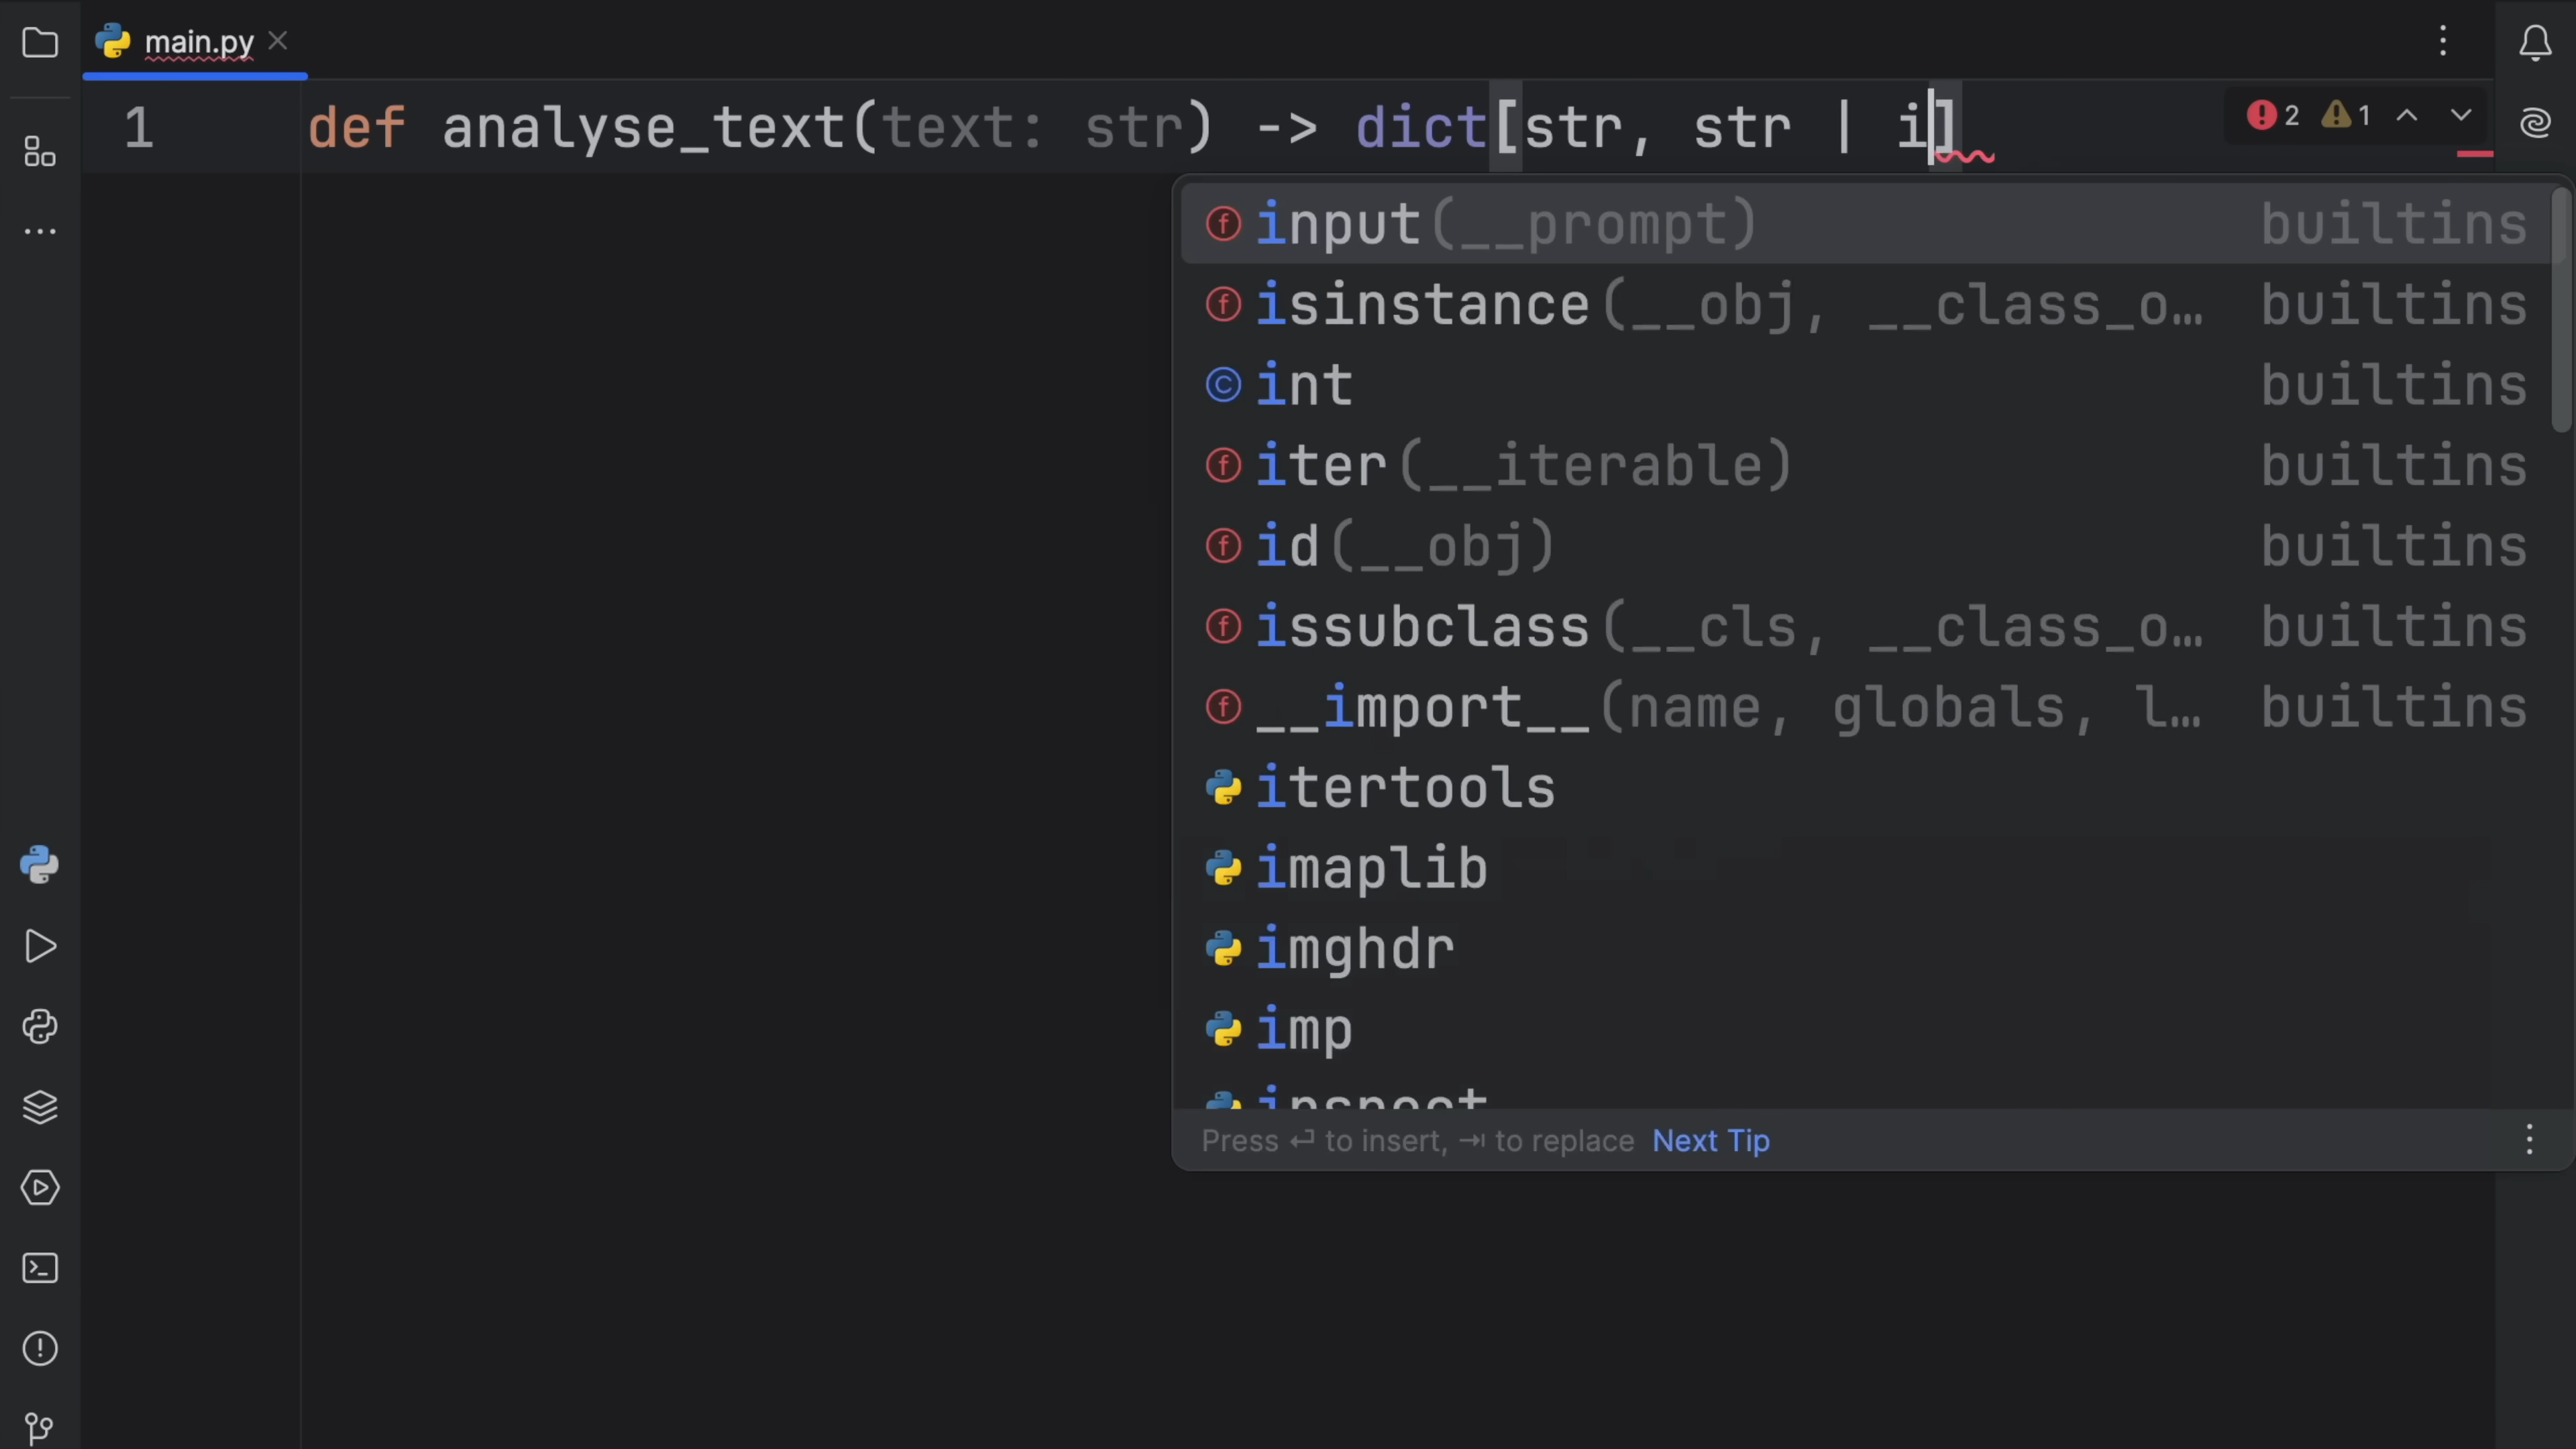 main.py
1 def analyse_text(text: str) -> dict[str, str | i]
2 1
input(__prompt) builtins
isinstance(__obj, __class_o… builtins
int builtins
iter(__iterable) builtins
id(__obj) builtins
issubclass(__cls, __class_o… builtins
__import__(name, globals, l… builtins
itertools
imaplib
imghdr
imp
inspect
Press ↵ to insert, ⇥ to replace Next Tip